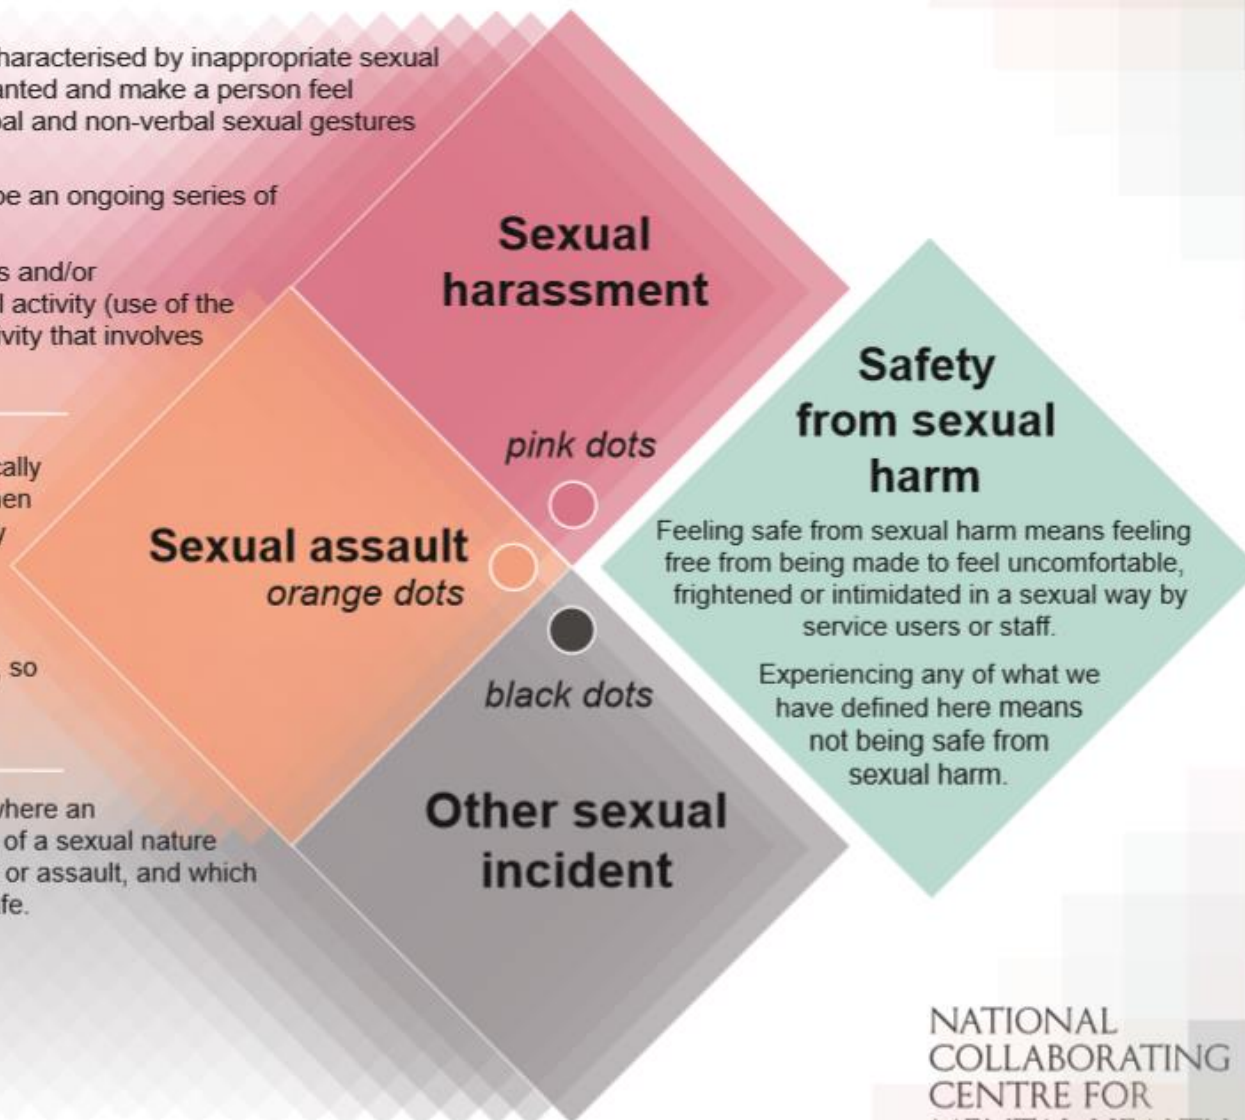 haracterised by inappropriate sexual
anted and make a person feel
bal and non-verbal sexual gestures
be an ongoing series of
s and/or
l activity (use of the
ivity that involves
cally
en
y
so
where an
of a sexual nature
or assault, and which
fe.
Sexual
harassment
pink dots
Sexual assault
orange dots
black dots
Other sexual
incident
Safety
from sexual
harm
Feeling safe from sexual harm means feeling
free from being made to feel uncomfortable,
frightened or intimidated in a sexual way by
service users or staff.
Experiencing any of what we
have defined here means
not being safe from
sexual harm.
NATIONAL
COLLABORATING
CENTRE FOR